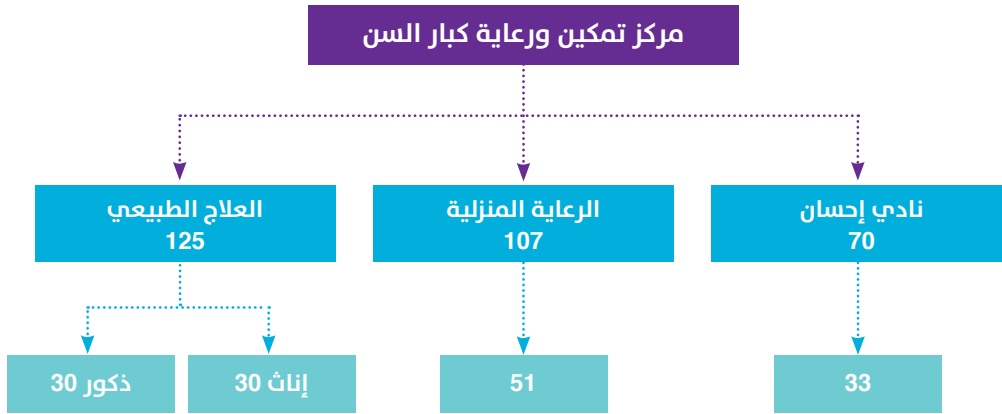 مركز تمكين ورعاية كبار السن
نادي إحسان
70
الرعاية المنزلية
107
العلاج الطبيعي
125
33
51
إناث 30
ذكور 30